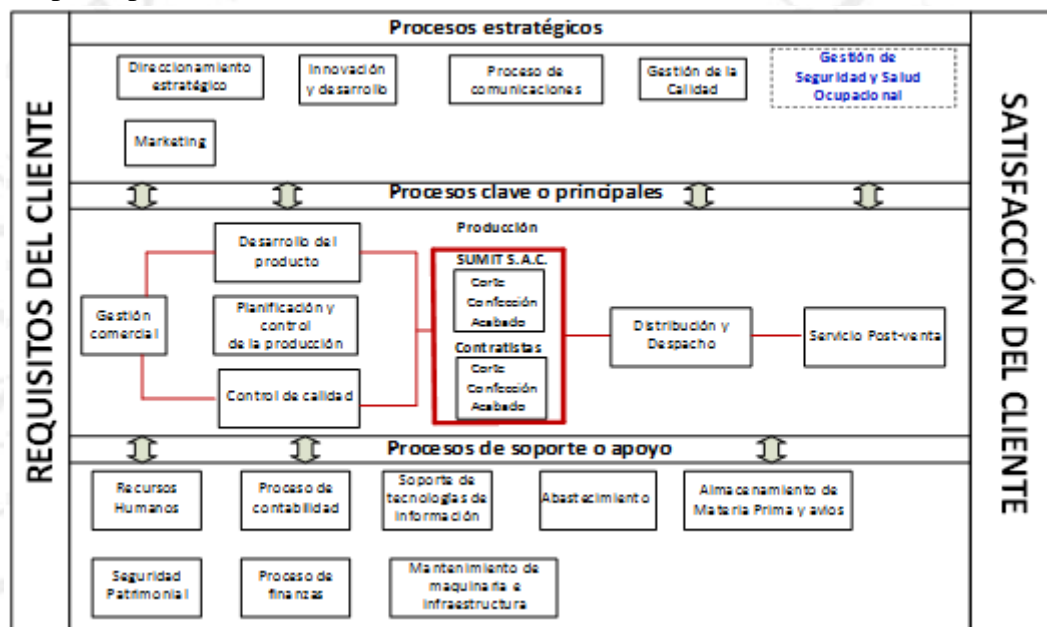 Procesos estratégicos
Direccionamiento
estratégico
Innovación
y desarrollo
Proceso de
comunicaciones
Gestión de la
Calidad
Gestión de
Seguridad y Salud
Ocupacional
Marketing
REQUISITOS DEL CLIENTE
SATISFACCIÓN DEL CLIENTE
Procesos clave o principales
Producción
Gestión
comercial
Desarrollo del
producto
Planificación y
control
de la producción
Control de calidad
SUMIT S.A.C.
Corte
Confección
Acabado
Contratistas
Corte
Confección
Acabado
Distribución y
Despacho
Servicio Post-venta
Procesos de soporte o apoyo
Recursos
Humanos
Proceso de
contabilidad
Soporte de
tecnologías de
información
Abastecimiento
Almacenamiento de
Materia Prima y avios
Seguridad
Patrimonial
Proceso de
finanzas
Mantenimiento de
maquinaria e
infraestructura